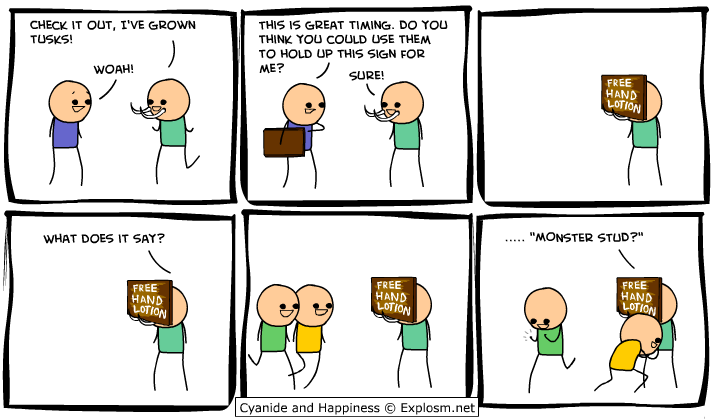 CHECK IT OUT, I'VE GROWN
TUSKS!
WOAH!
THIS IS GREAT TIMING. DO YOU
THINK YOU COULD USE THEM
TO HOLD UP THIS SIGN FOR
ME?
SURE!
FREE
HAND
LOTION
WHAT DOES IT SAY?
FREE
HAND
LOTION
FREE
HAND
LOTION
..... "MONSTER STUD?"
FREE
HAND
LOTION
Cyanide and Happiness © Explosm.net